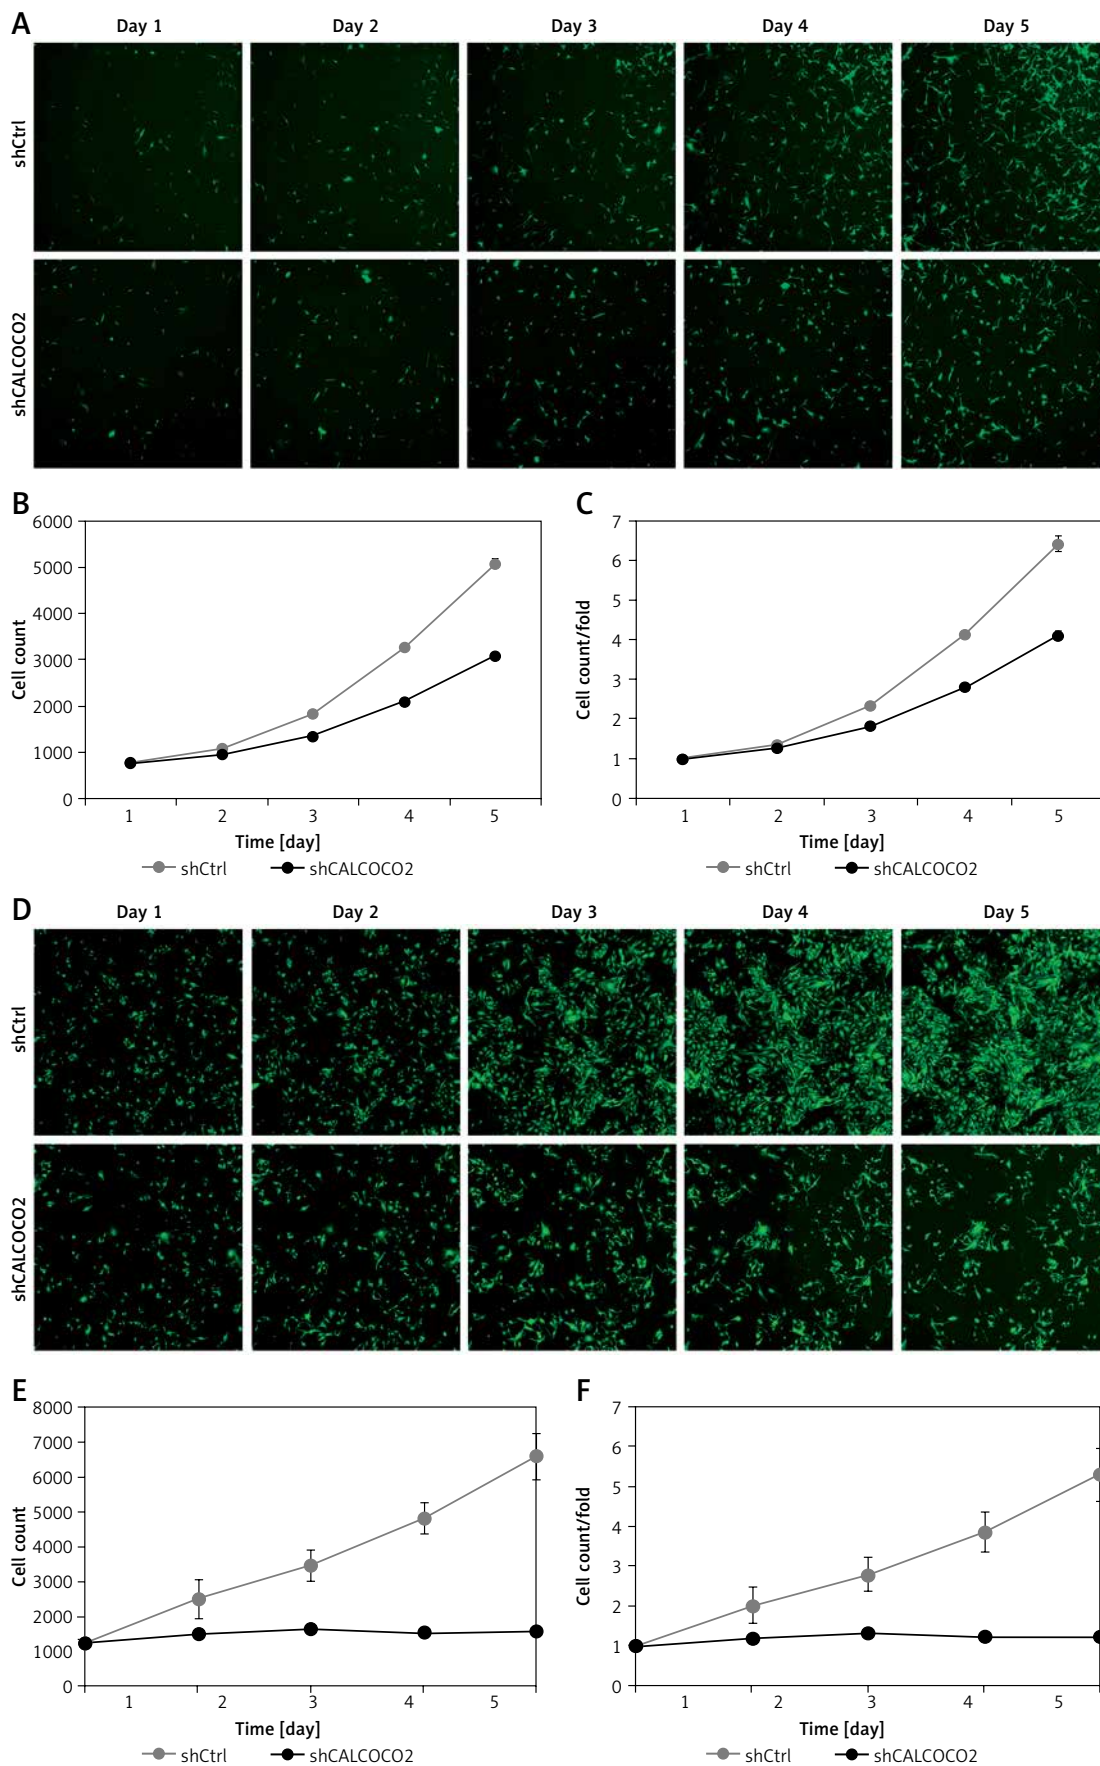 A
Day 1 Day 2 Day 3 Day 4 Day 5
shCtrl
shCALCOCO2
B
6000
5000
4000
3000
2000
1000
0
Cell count
1 2 3 4 5
Time [day]
shCtrl shCALCOCO2
C
7
6
5
4
3
2
1
0
Cell count/fold
1 2 3 4 5
Time [day]
shCtrl shCALCOCO2
D
Day 1 Day 2 Day 3 Day 4 Day 5
shCtrl
shCALCOCO2
E
8000
7000
6000
5000
4000
3000
2000
1000
0
Cell count
1 2 3 4 5
Time [day]
shCtrl shCALCOCO2
F
7
6
5
4
3
2
1
0
Cell count/fold
1 2 3 4 5
Time [day]
shCtrl shCALCOCO2